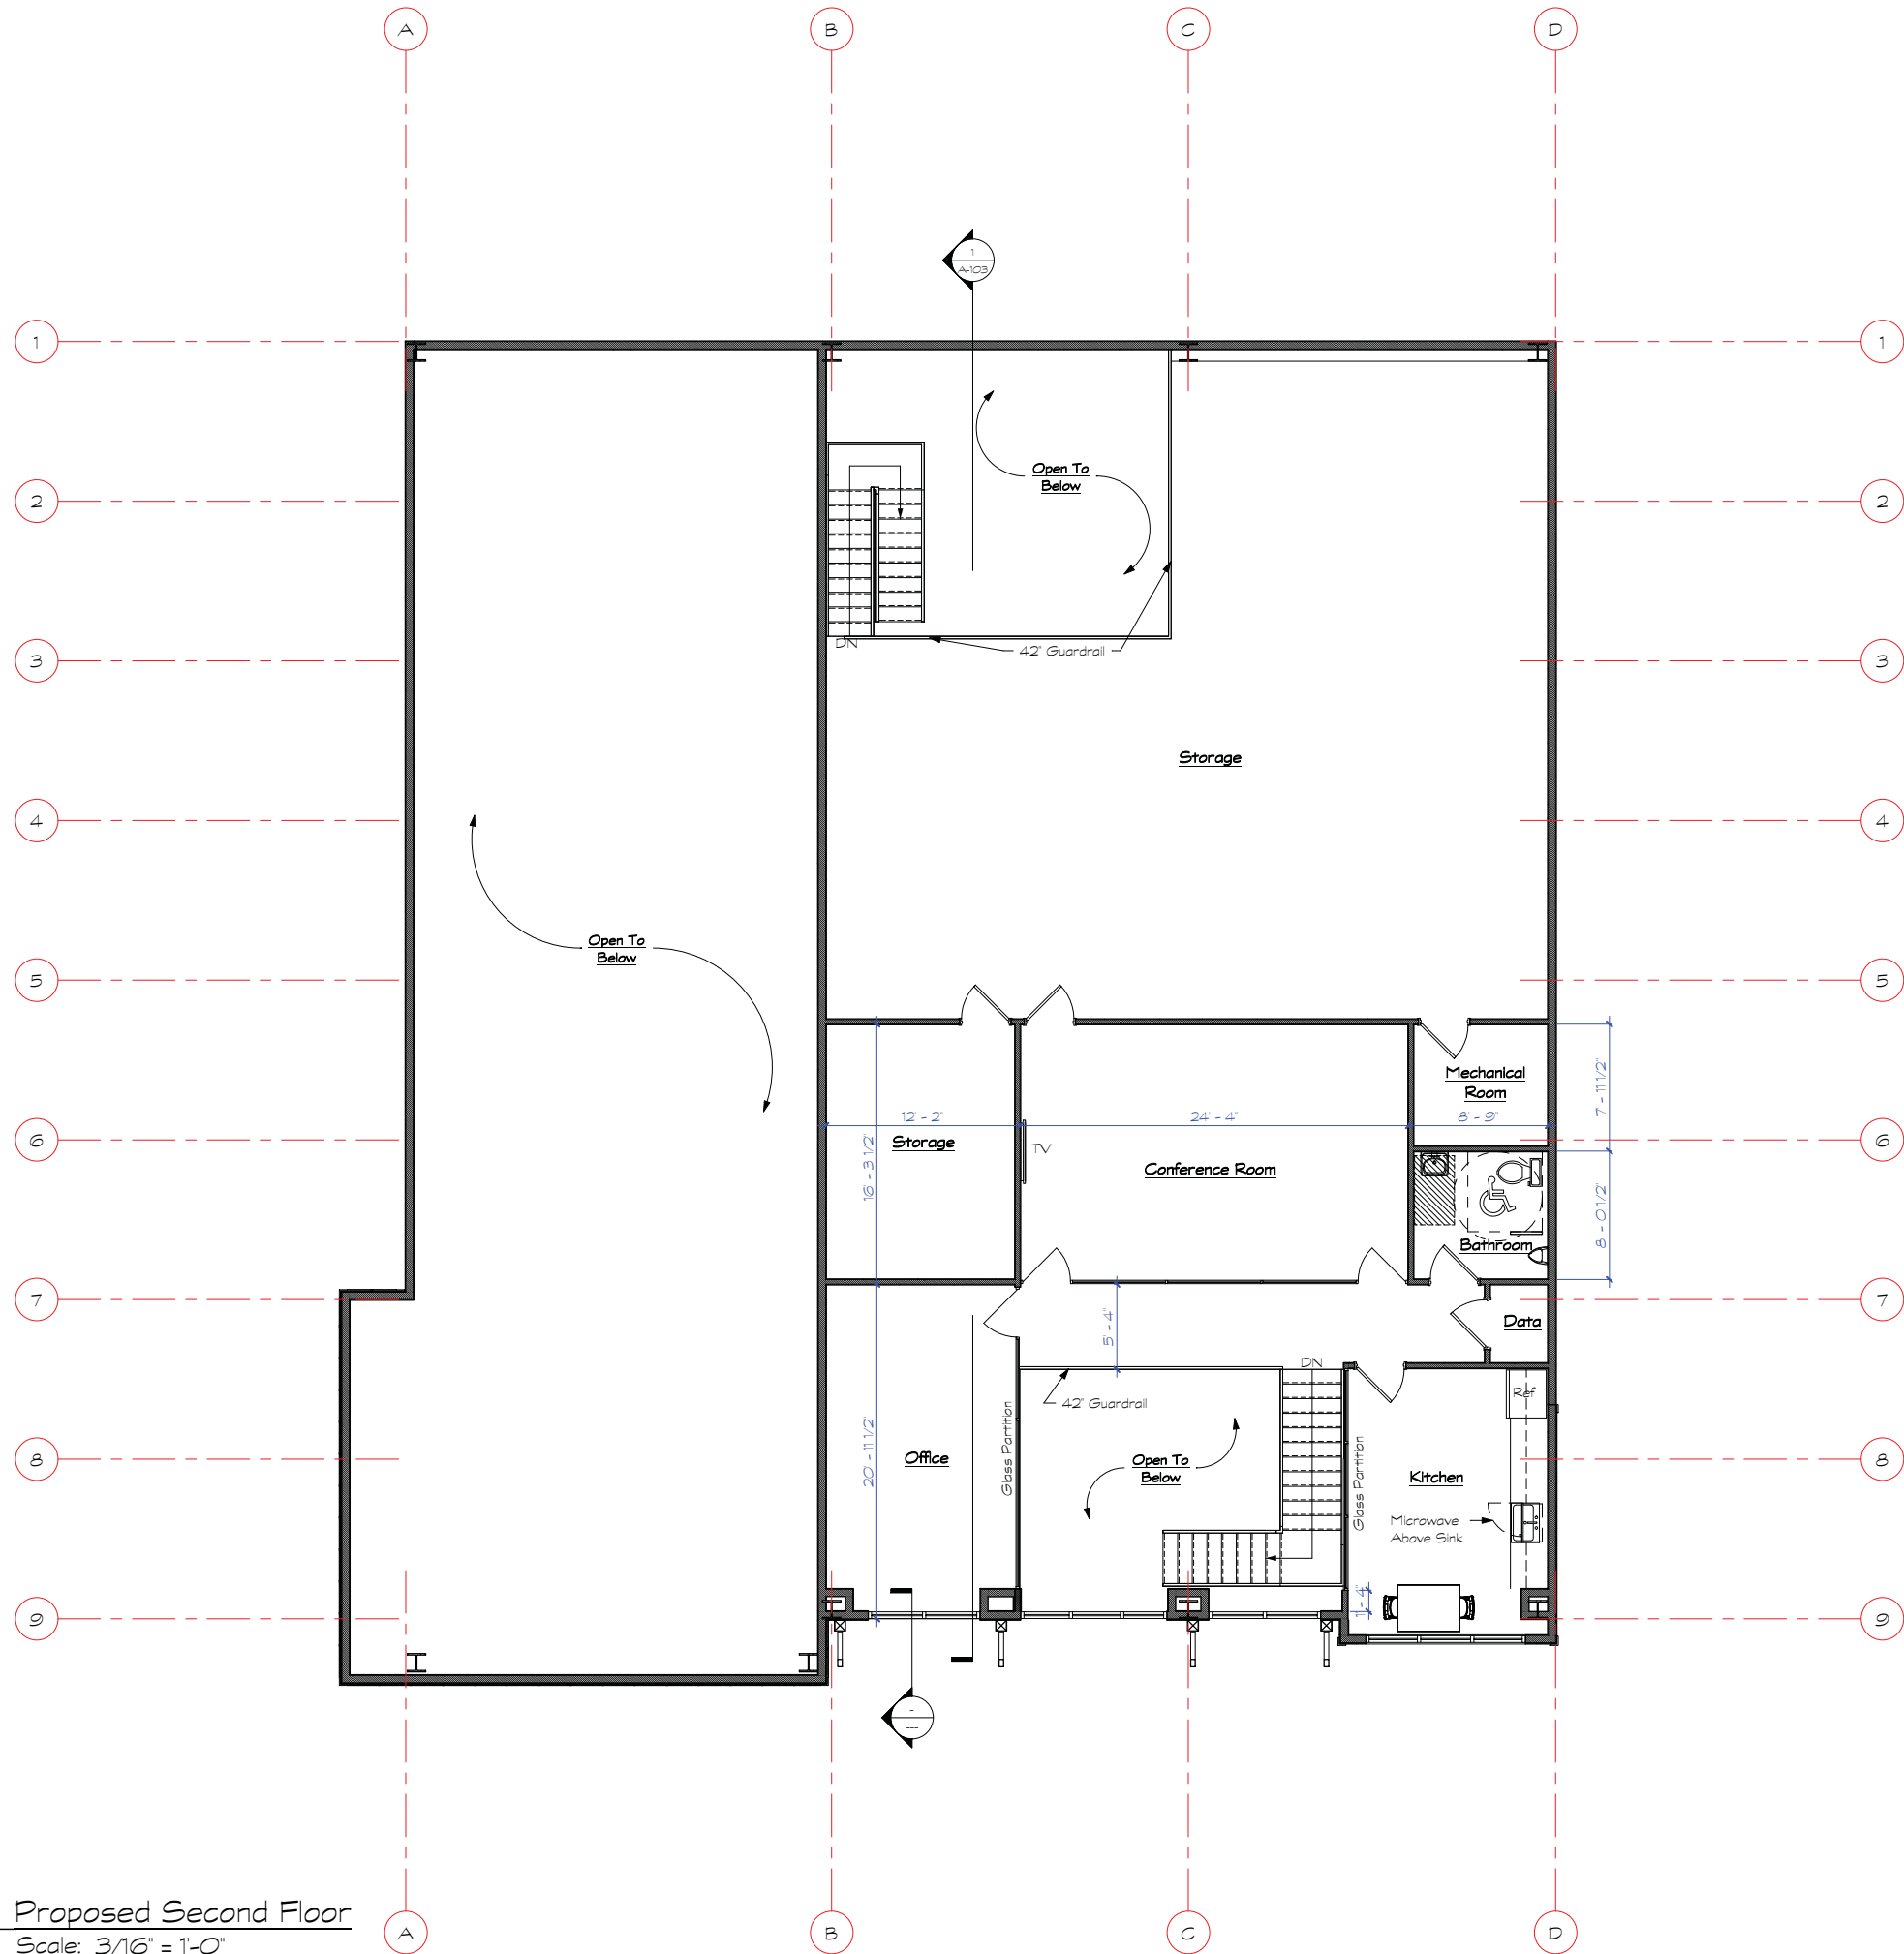 A B C D
1
A-103
1 1
2 2
Open To
Below
3 3
DN
42" Guardrail
Storage
4 4
Open To
Below
5 5
Mechanical
Room
7' - 11 1/2"
12' - 2" 24' - 4" 8' - 9"
6 6
Storage
TV
16' - 3 1/2"
Conference Room
8' - 0 1/2"
Bathroom
7 7
5' - 4"
Data
DN
Ref
42" Guardrail
Glass Partition
20' - 11 1/2"
Office
Open To
Below
8 8
Glass Partition
Kitchen
Microwave
Above Sink
1' - 4"
9 9
-
---
Proposed Second Floor
Scale: 3/16" = 1'-0"
A B C D